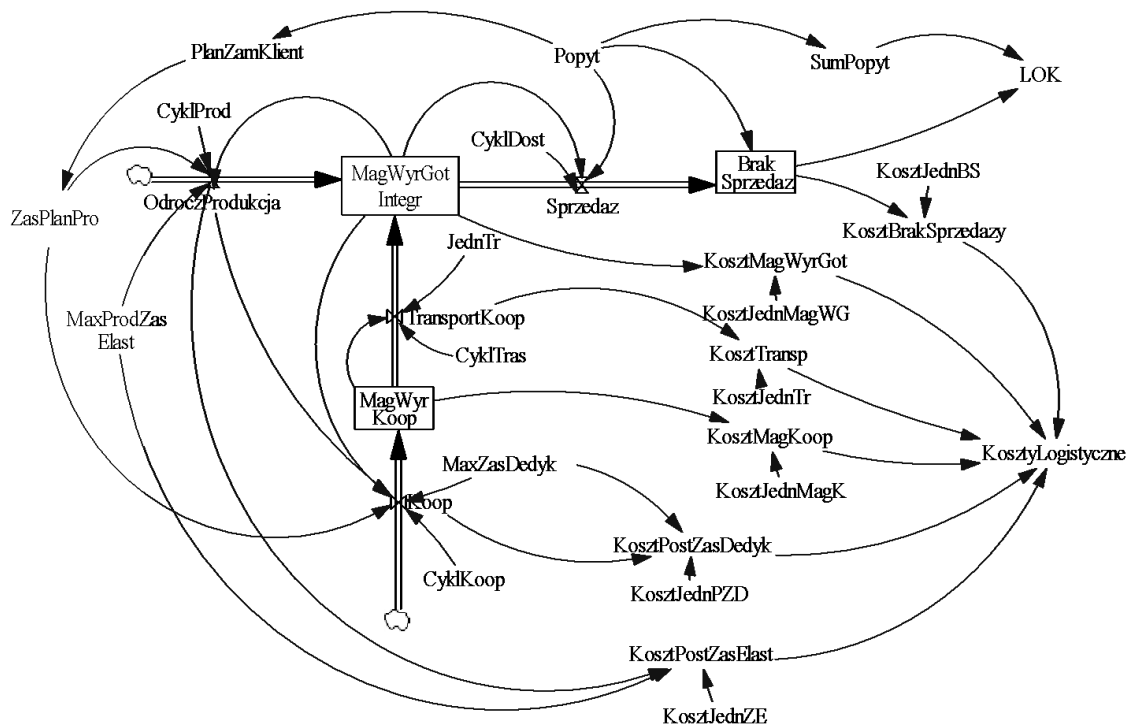 PlanZamKlient
Popyt
SumPopyt
LOK
CyklProd
CyklDost
Brak
Sprzedaz
MagWyrGot
Integr
KosztJednBS
OdroczProdukcja
Sprzedaz
ZasPlanPro
KosztBrakSprzedazy
JednTr
KosztMagWyrGot
MaxProdZas
Elast
TransportKoop
KosztJednMagWG
CyklTras
KosztTransp
KosztJednTr
MagWyr
Koop
KosztMagKoop
KosztyLogistyczne
MaxZasDedyk
KosztJednMagK
Koop
KosztPostZasDedyk
CyklKoop
KosztJednPZD
KosztPostZasElast
KosztJednZE